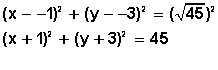 (x - -1)² + (y - -3)² = (√45)²
(x + 1)² + (y + 3)² = 45